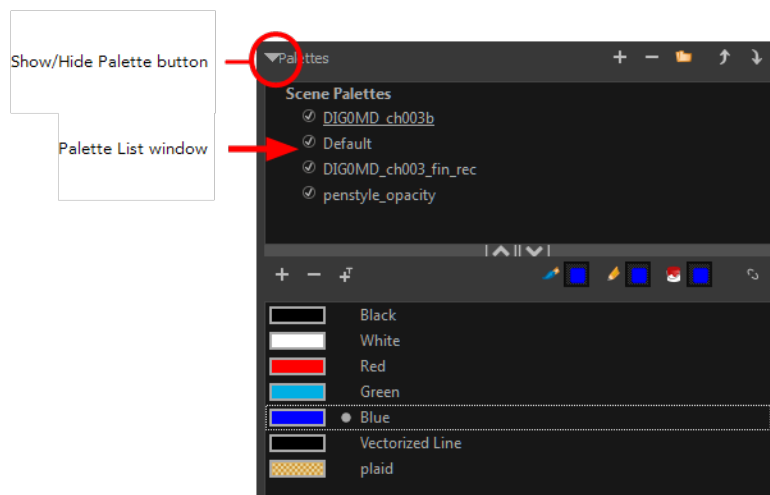 Show/Hide Palette button
Palettes
Scene Palettes
DIG0MD_ch003b
Palette List window
Default
DIG0MD_ch003_fin_rec
penstyle_opacity
Black
White
Red
Green
Blue
Vectorized Line
plaid